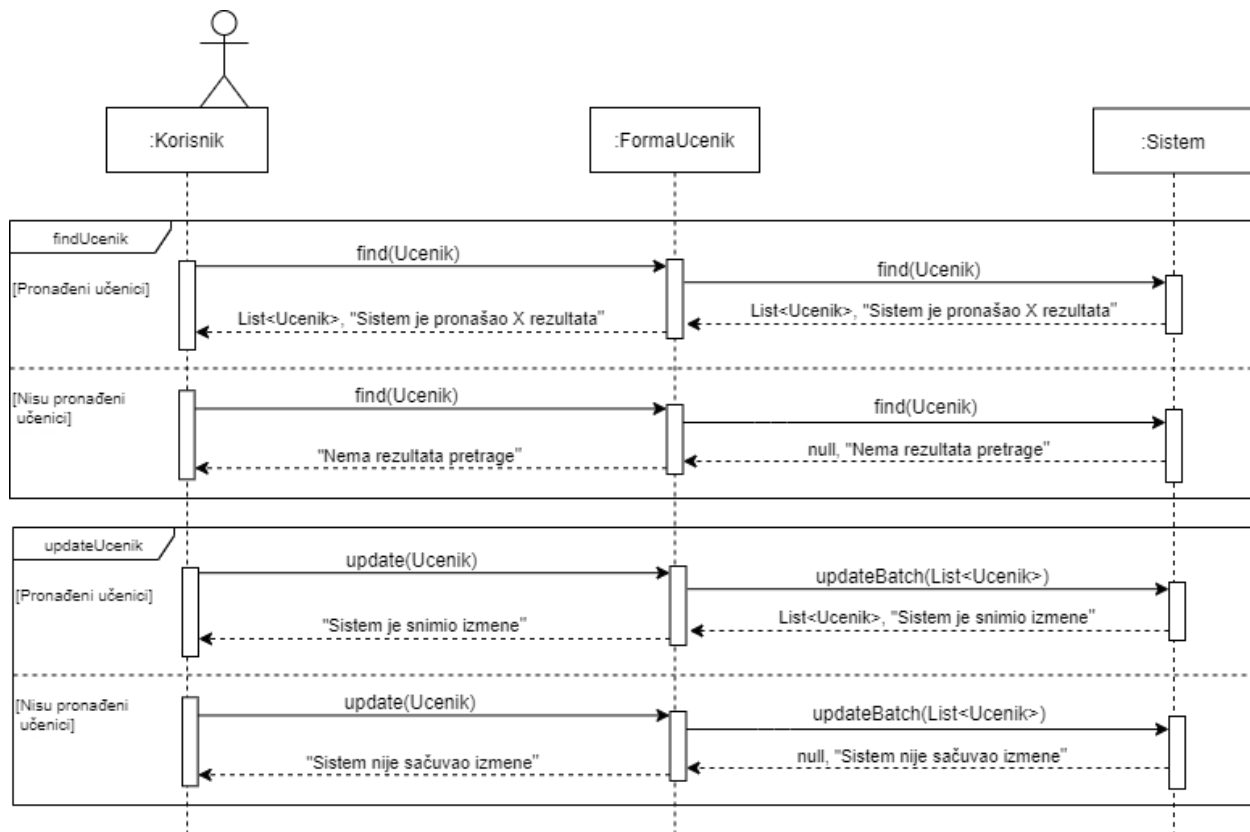 :Korisnik
:FormaUcenik
:Sistem
findUcenik
[Pronađeni učenici]
find(Ucenik)
find(Ucenik)
List<Ucenik>, "Sistem je pronašao X rezultata"
List<Ucenik>, "Sistem je pronašao X rezultata"
[Nisu pronađeni
učenici]
find(Ucenik)
find(Ucenik)
"Nema rezultata pretrage"
null, "Nema rezultata pretrage"
updateUcenik
[Pronađeni učenici]
update(Ucenik)
updateBatch(List<Ucenik>)
"Sistem je snimio izmene"
List<Ucenik>, "Sistem je snimio izmene"
[Nisu pronađeni
učenici]
update(Ucenik)
updateBatch(List<Ucenik>)
"Sistem nije sačuvao izmene"
null, "Sistem nije sačuvao izmene"